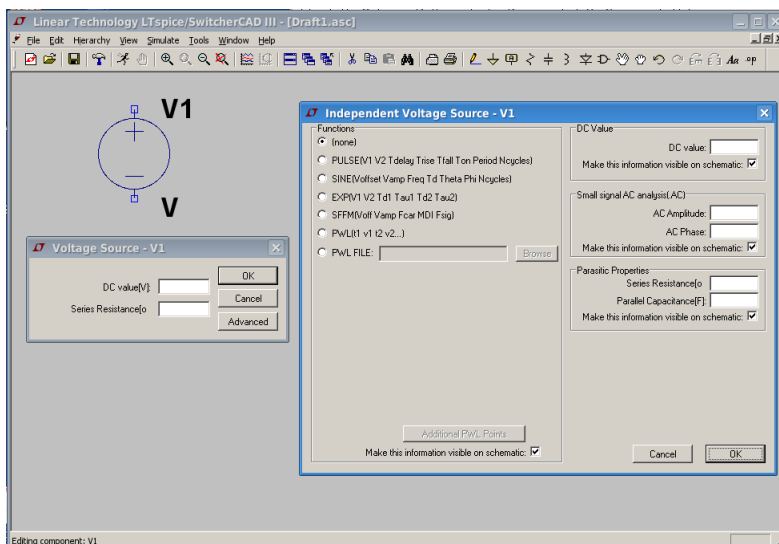 Linear Technology LTspice/SwitcherCAD III - [Draft1.asc]
File Edit Hierarchy View Simulate Tools Window Help
Aa .op
V1
V
Voltage Source - V1
DC value[V]:
Series Resistance[o
OK
Cancel
Advanced
Independent Voltage Source - V1
Functions
(none)
PULSE(V1 V2 Tdelay Trise Tfall Ton Period Ncycles)
SINE(Voffset Vamp Freq Td Theta Phi Ncycles)
EXP(V1 V2 Td1 Tau1 Td2 Tau2)
SFFM(Voff Vamp Fcar MDI Fsig)
PWL(t1 v1 t2 v2...)
PWL FILE:
Browse
Additional PWL Points
Make this information visible on schematic:
DC Value
DC value:
Make this information visible on schematic:
Small signal AC analysis(.AC)
AC Amplitude:
AC Phase:
Make this information visible on schematic:
Parasitic Properties
Series Resistance[o
Parallel Capacitance[F]:
Make this information visible on schematic:
Cancel
OK
Editing component: V1